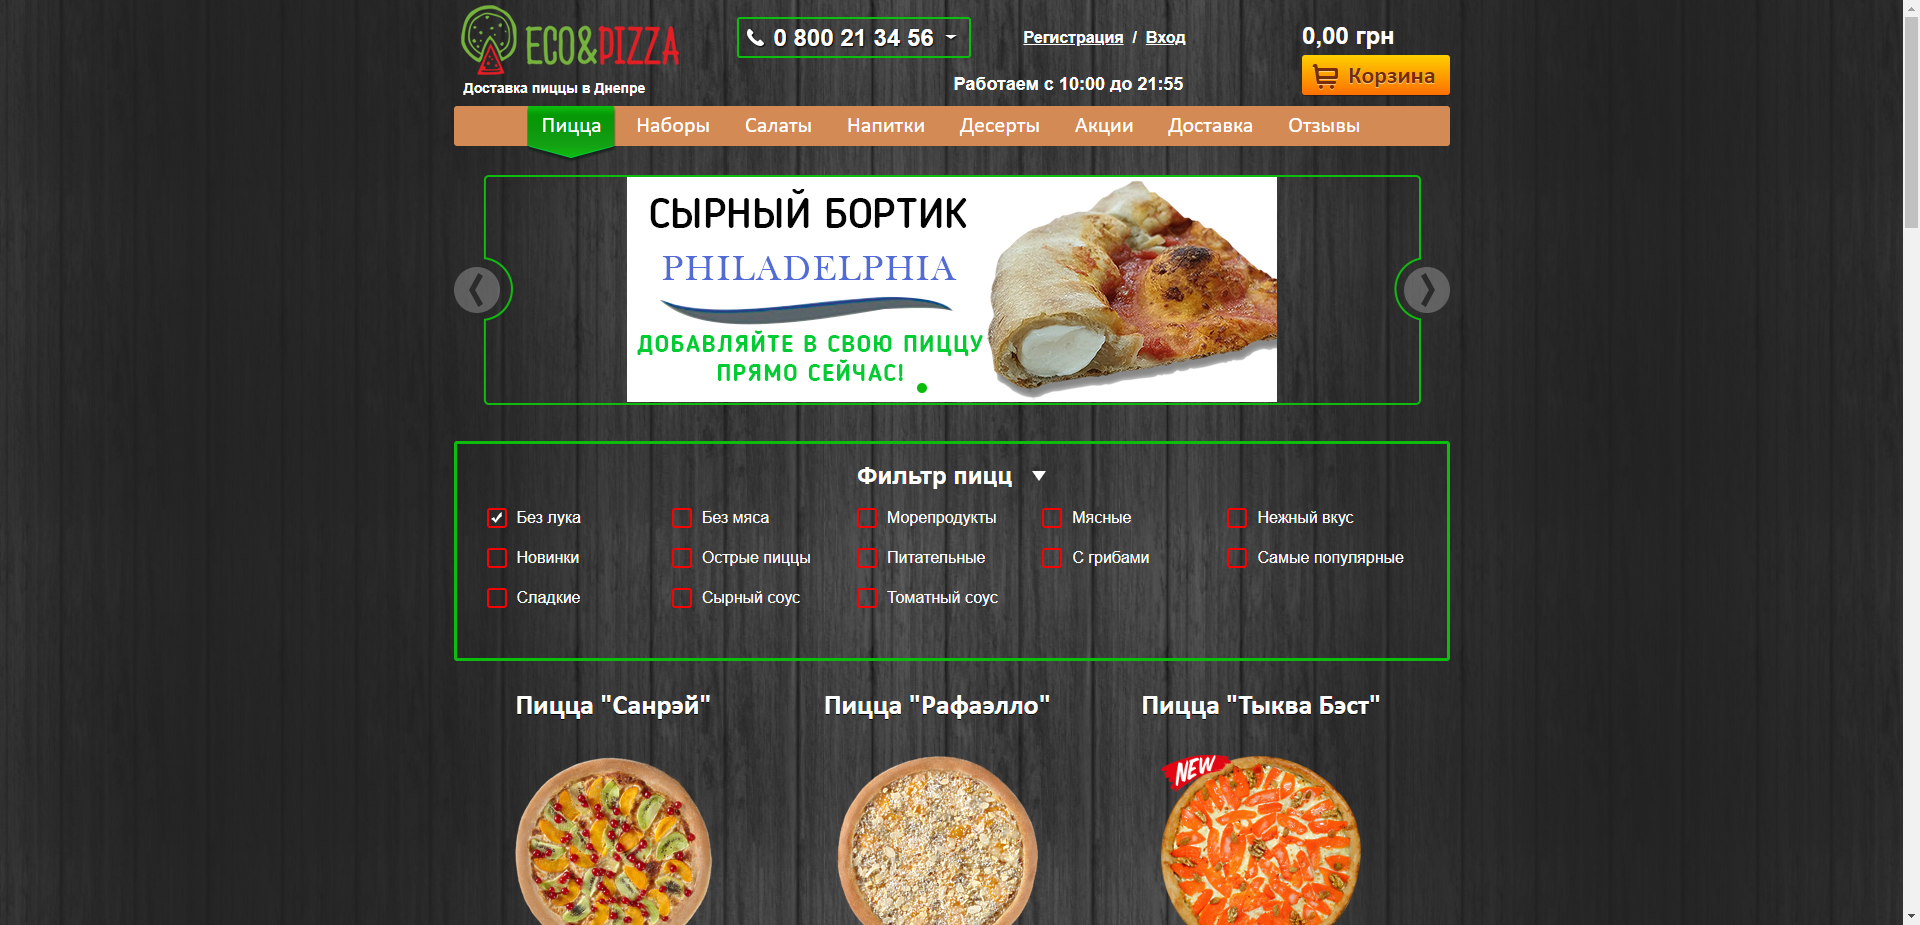 ECO&PIZZA
Доставка пиццы в Днепре
0 800 21 34 56
Регистрация / Вход
Работаем с 10:00 до 21:55
0,00 грн
Корзина
Пицца Наборы Салаты Напитки Десерты Акции Доставка Отзывы
СЫРНЫЙ БОРТИК
PHILADELPHIA
ДОБАВЛЯЙТЕ В СВОЮ ПИЦЦУ
ПРЯМО СЕЙЧАС!
Фильтр пицц
Без лука Без мяса Морепродукты Мясные Нежный вкус
Новинки Острые пиццы Питательные С грибами Самые популярные
Сладкие Сырный соус Томатный соус
Пицца "Санрэй" Пицца "Рафаэлло" Пицца "Тыква Бэст"
NEW